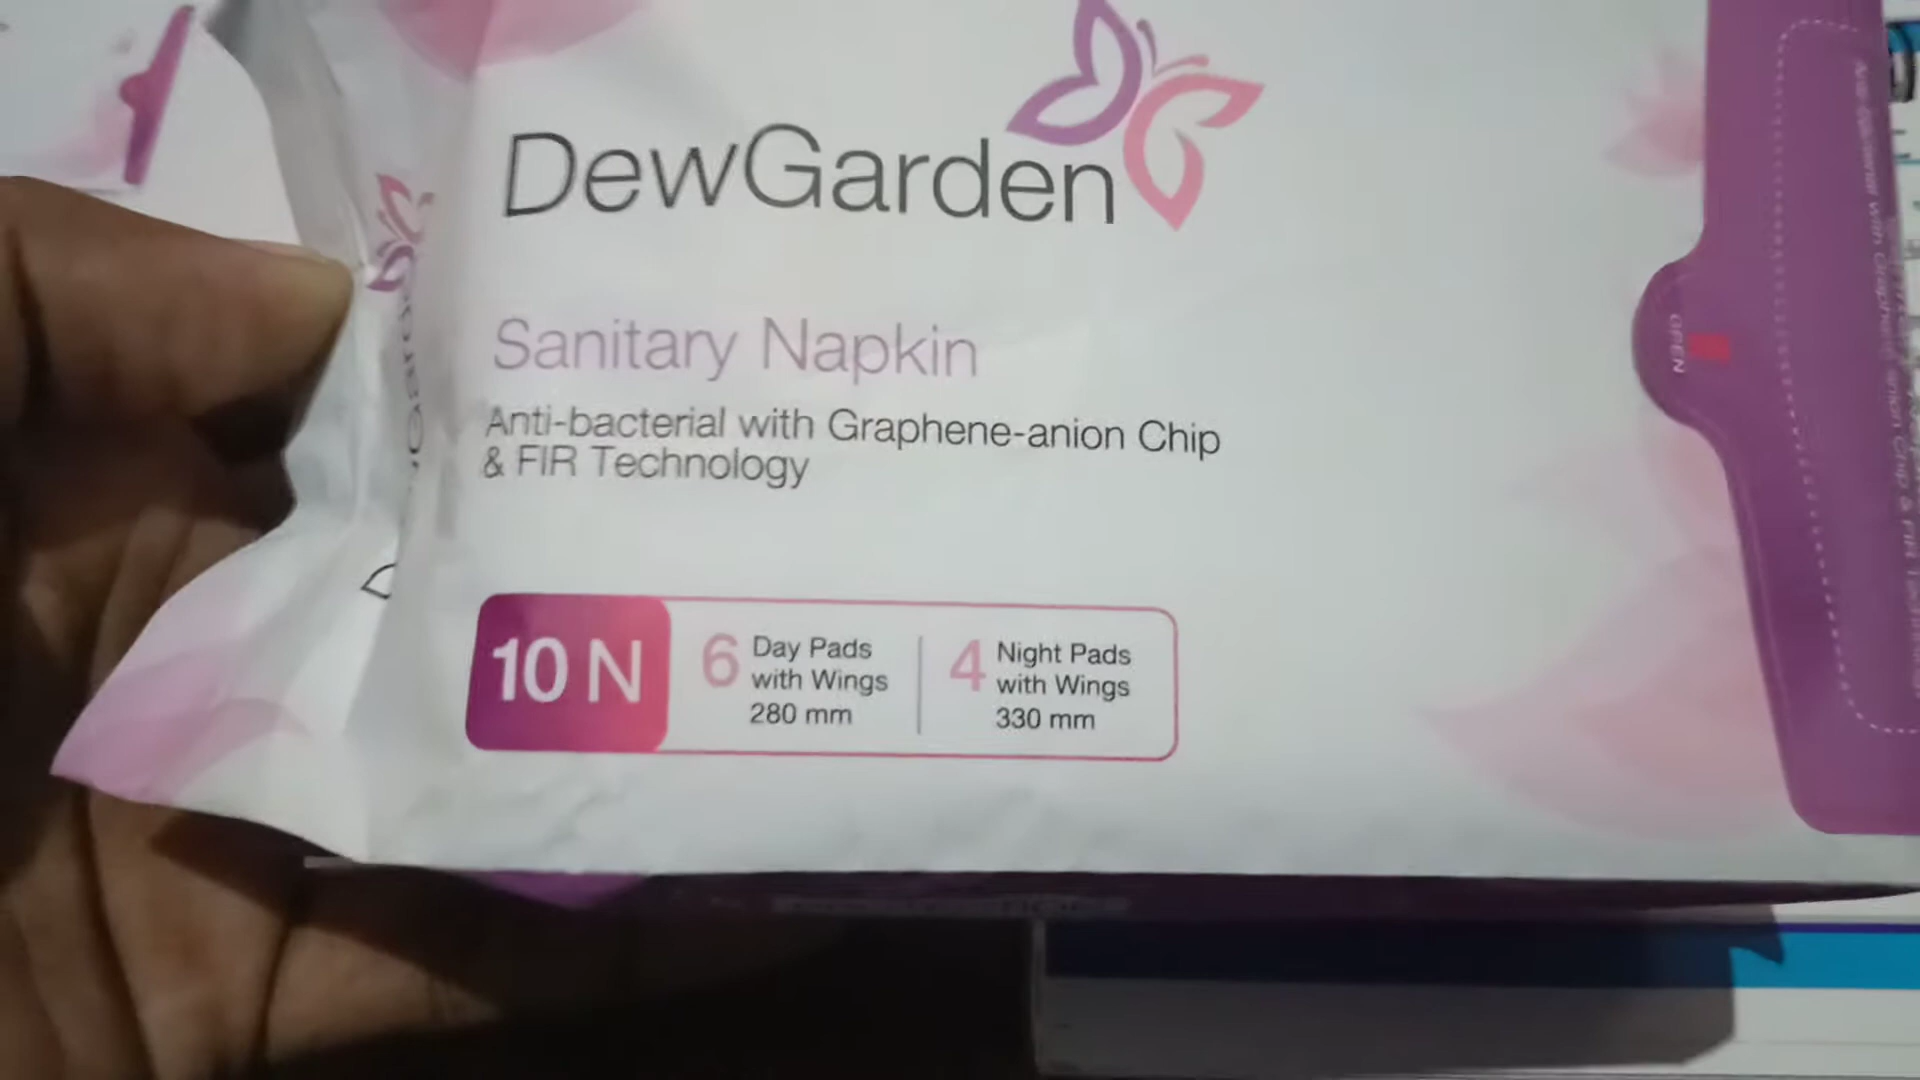 DewGarden
Sanitary Napkin
Anti-bacterial with Graphene-anion Chip
& FIR Technology
10 N
6 Day Pads
with Wings
280 mm
4 Night Pads
with Wings
330 mm
OPEN